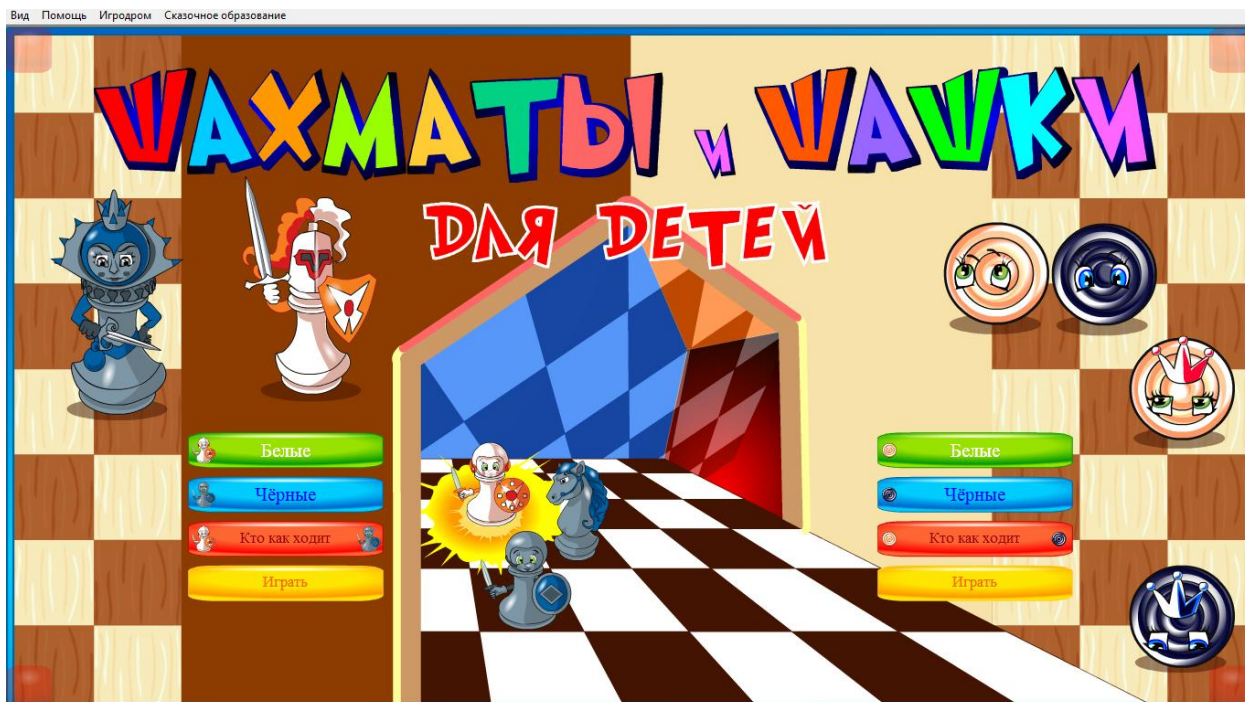 Вид Помощь Игродром Сказочное образование
ШАХМАТЫ и ШАШКИ
ДЛЯ ДЕТЕЙ
Белые
Чёрные
Кто как ходит
Играть
Белые
Чёрные
Кто как ходит
Играть